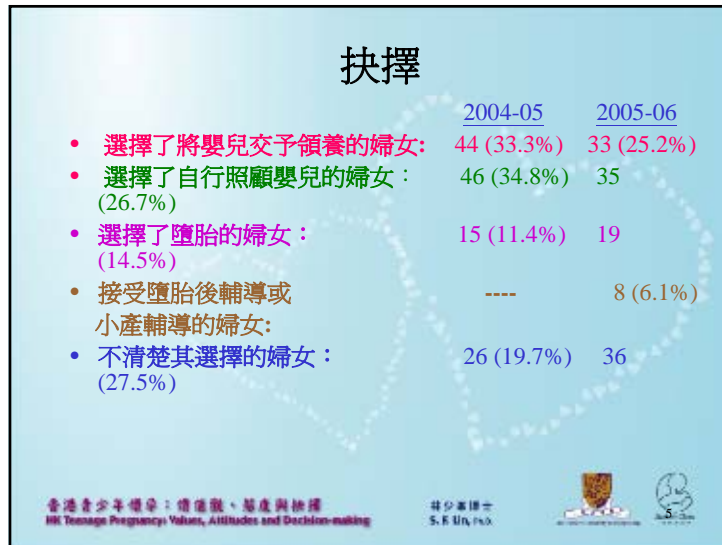 抉擇
2004-05 2005-06
• 選擇了將嬰兒交予領養的婦女: 44 (33.3%) 33 (25.2%)
• 選擇了自行照顧嬰兒的婦女： 46 (34.8%) 35
(26.7%)
• 選擇了墮胎的婦女： 15 (11.4%) 19
(14.5%)
• 接受墮胎後輔導或 ---- 8 (6.1%)
小產輔導的婦女:
• 不清楚其選擇的婦女： 26 (19.7%) 36
(27.5%)
香港青少年懷孕：價值觀、態度與抉擇
HK Teenage Pregnancy: Values, Attitudes and Decision-making
博士
S. F. Lin, PhD.
5